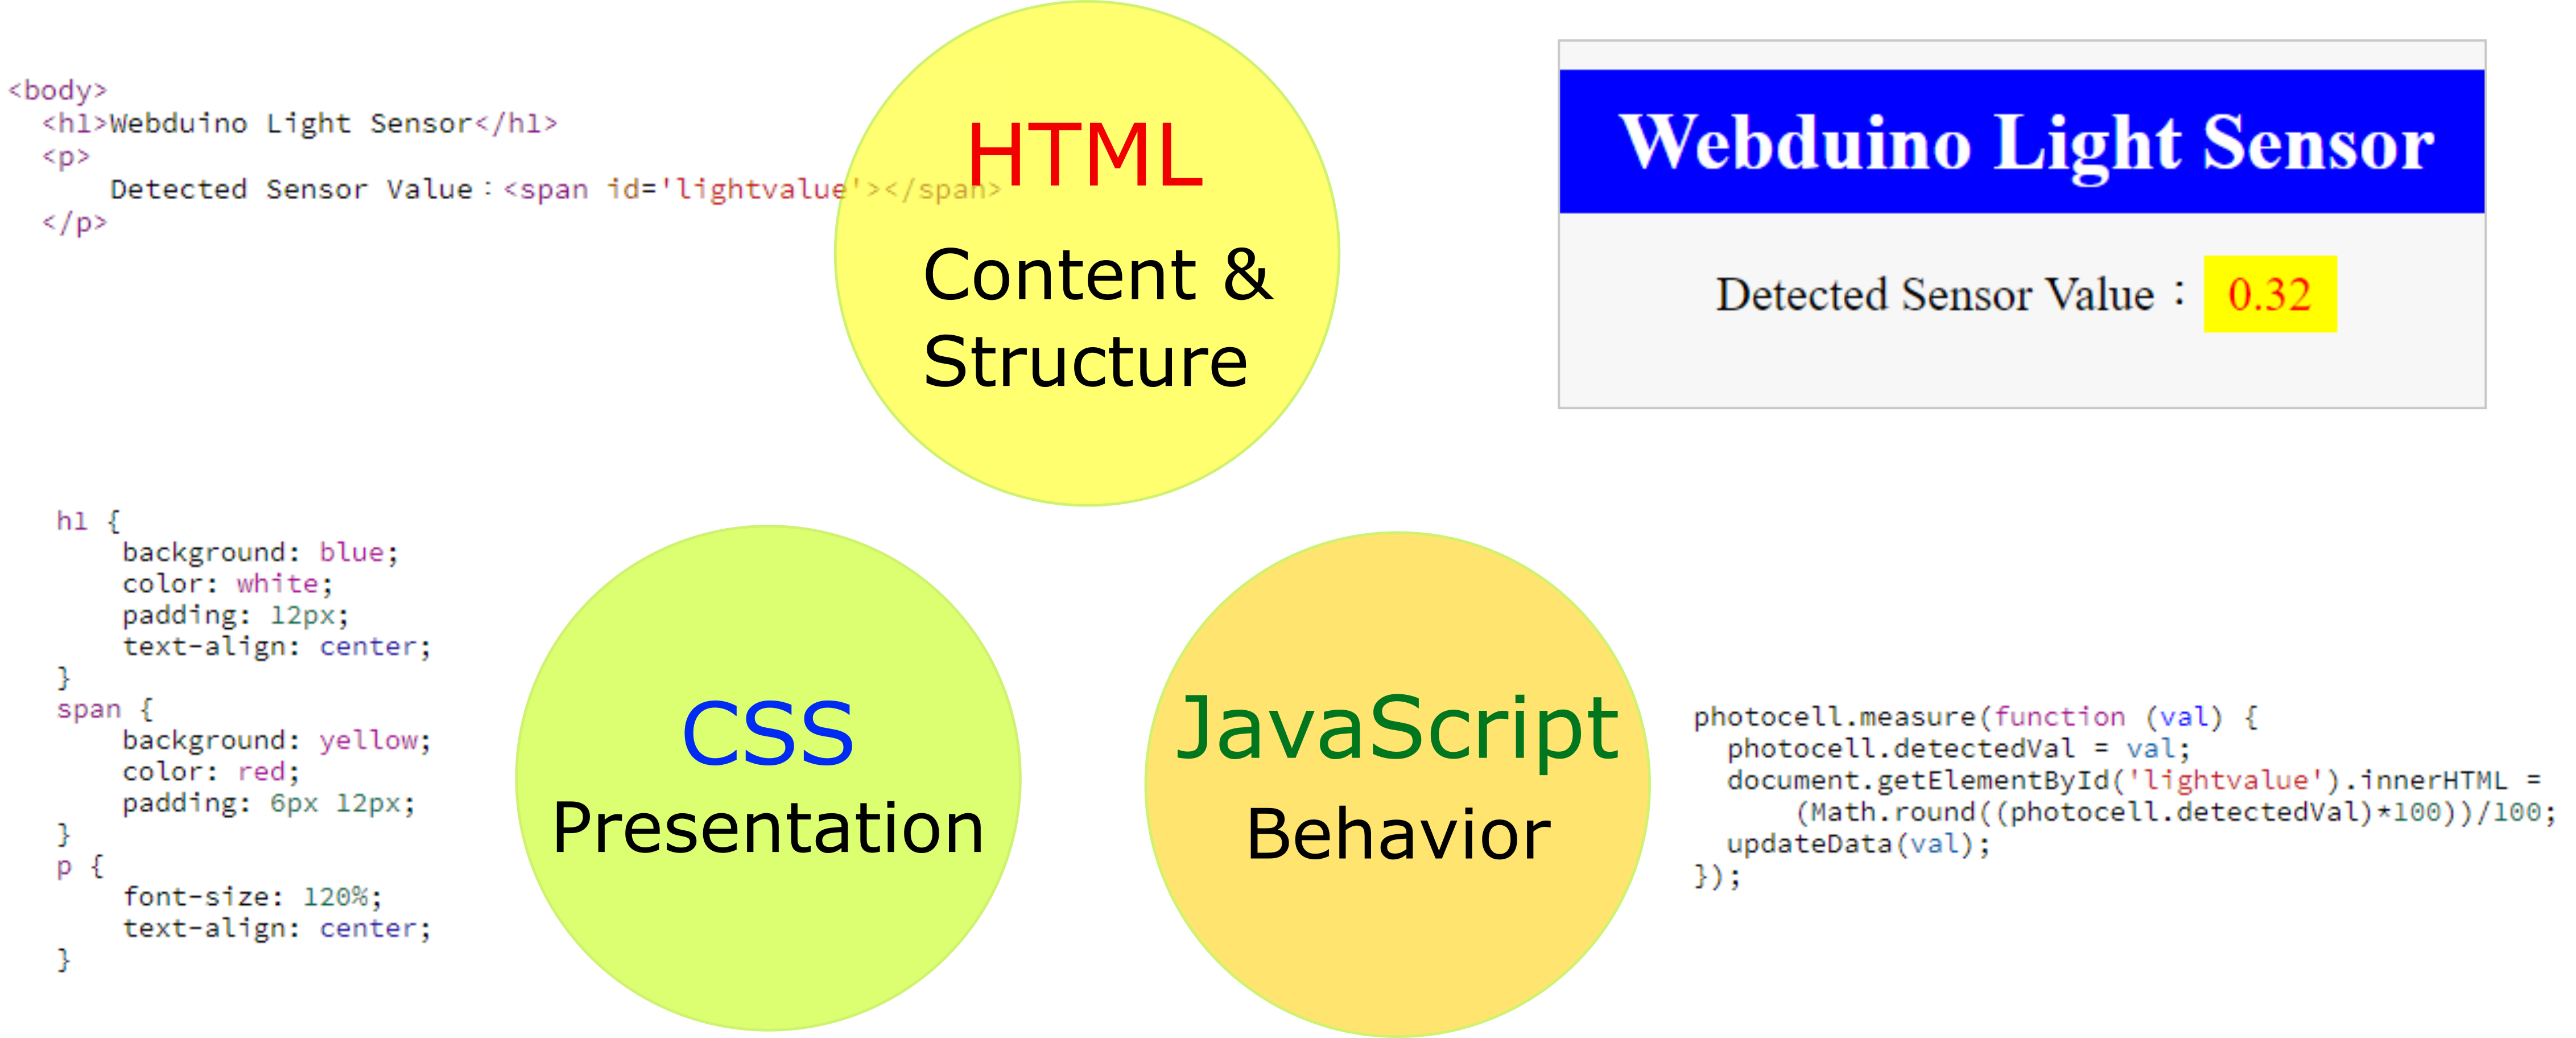 <body>
<h1>Webduino Light Sensor</h1>
<p>
Detected Sensor Value：<span id='lightvalue'></span>
</p>
HTML
Content &
Structure
Webduino Light Sensor
Detected Sensor Value： 0.32
h1 {
background: blue;
color: white;
padding: 12px;
text-align: center;
}
span {
background: yellow;
color: red;
padding: 6px 12px;
}
p {
font-size: 120%;
text-align: center;
}
CSS
Presentation
JavaScript
Behavior
photocell.measure(function (val) {
photocell.detectedVal = val;
document.getElementById('lightvalue').innerHTML =
(Math.round((photocell.detectedVal)*100))/100;
updateData(val);
});